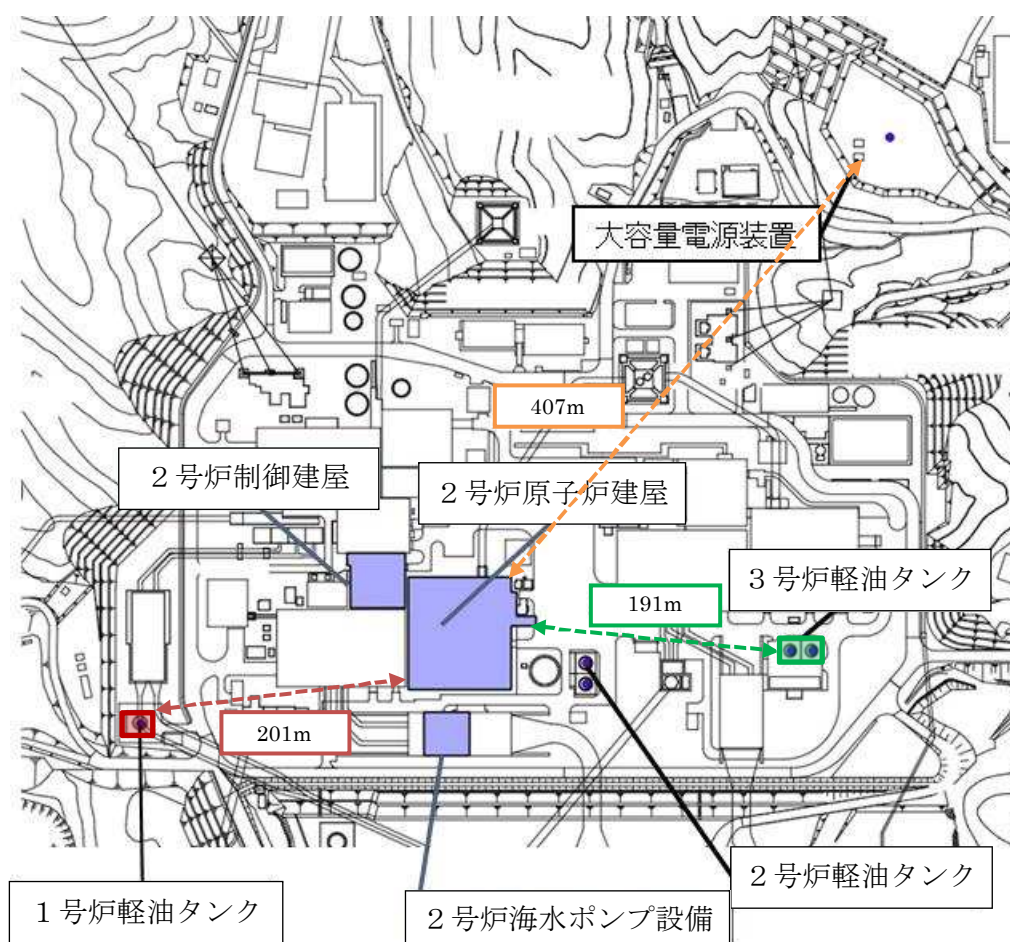 大容量電源装置
407m
２号炉制御建屋
２号炉原子炉建屋
191m
３号炉軽油タンク
201m
１号炉軽油タンク
２号炉海水ポンプ設備
２号炉軽油タンク